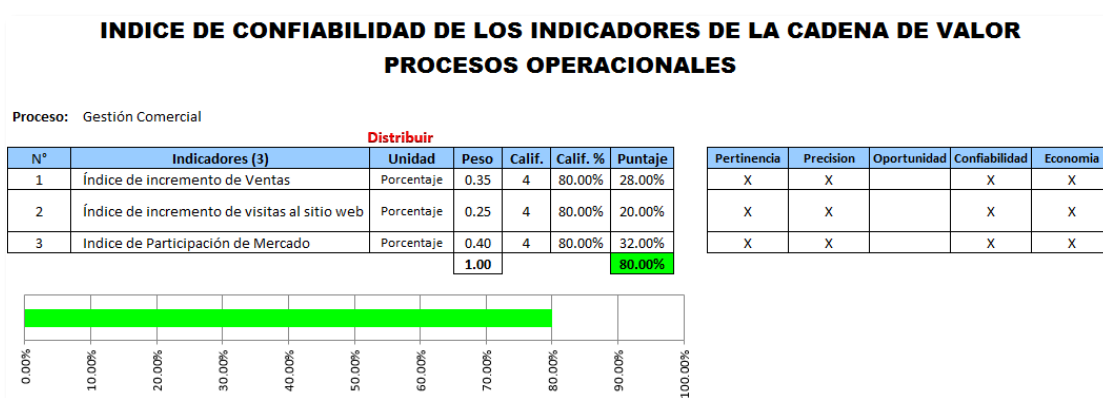 INDICE DE CONFIABILIDAD DE LOS INDICADORES DE LA CADENA DE VALOR
PROCESOS OPERACIONALES
Proceso: Gestión Comercial
Distribuir
N° Indicadores (3) Unidad Peso Calif. Calif. % Puntaje Pertinencia Precision Oportunidad Confiabilidad Economia
1 Índice de incremento de Ventas Porcentaje 0.35 4 80.00% 28.00% X X X X
2 Índice de incremento de visitas al sitio web Porcentaje 0.25 4 80.00% 20.00% X X X X
3 Indice de Participación de Mercado Porcentaje 0.40 4 80.00% 32.00% X X X X
1.00 80.00%
0.00% 10.00% 20.00% 30.00% 40.00% 50.00% 60.00% 70.00% 80.00% 90.00% 100.00%